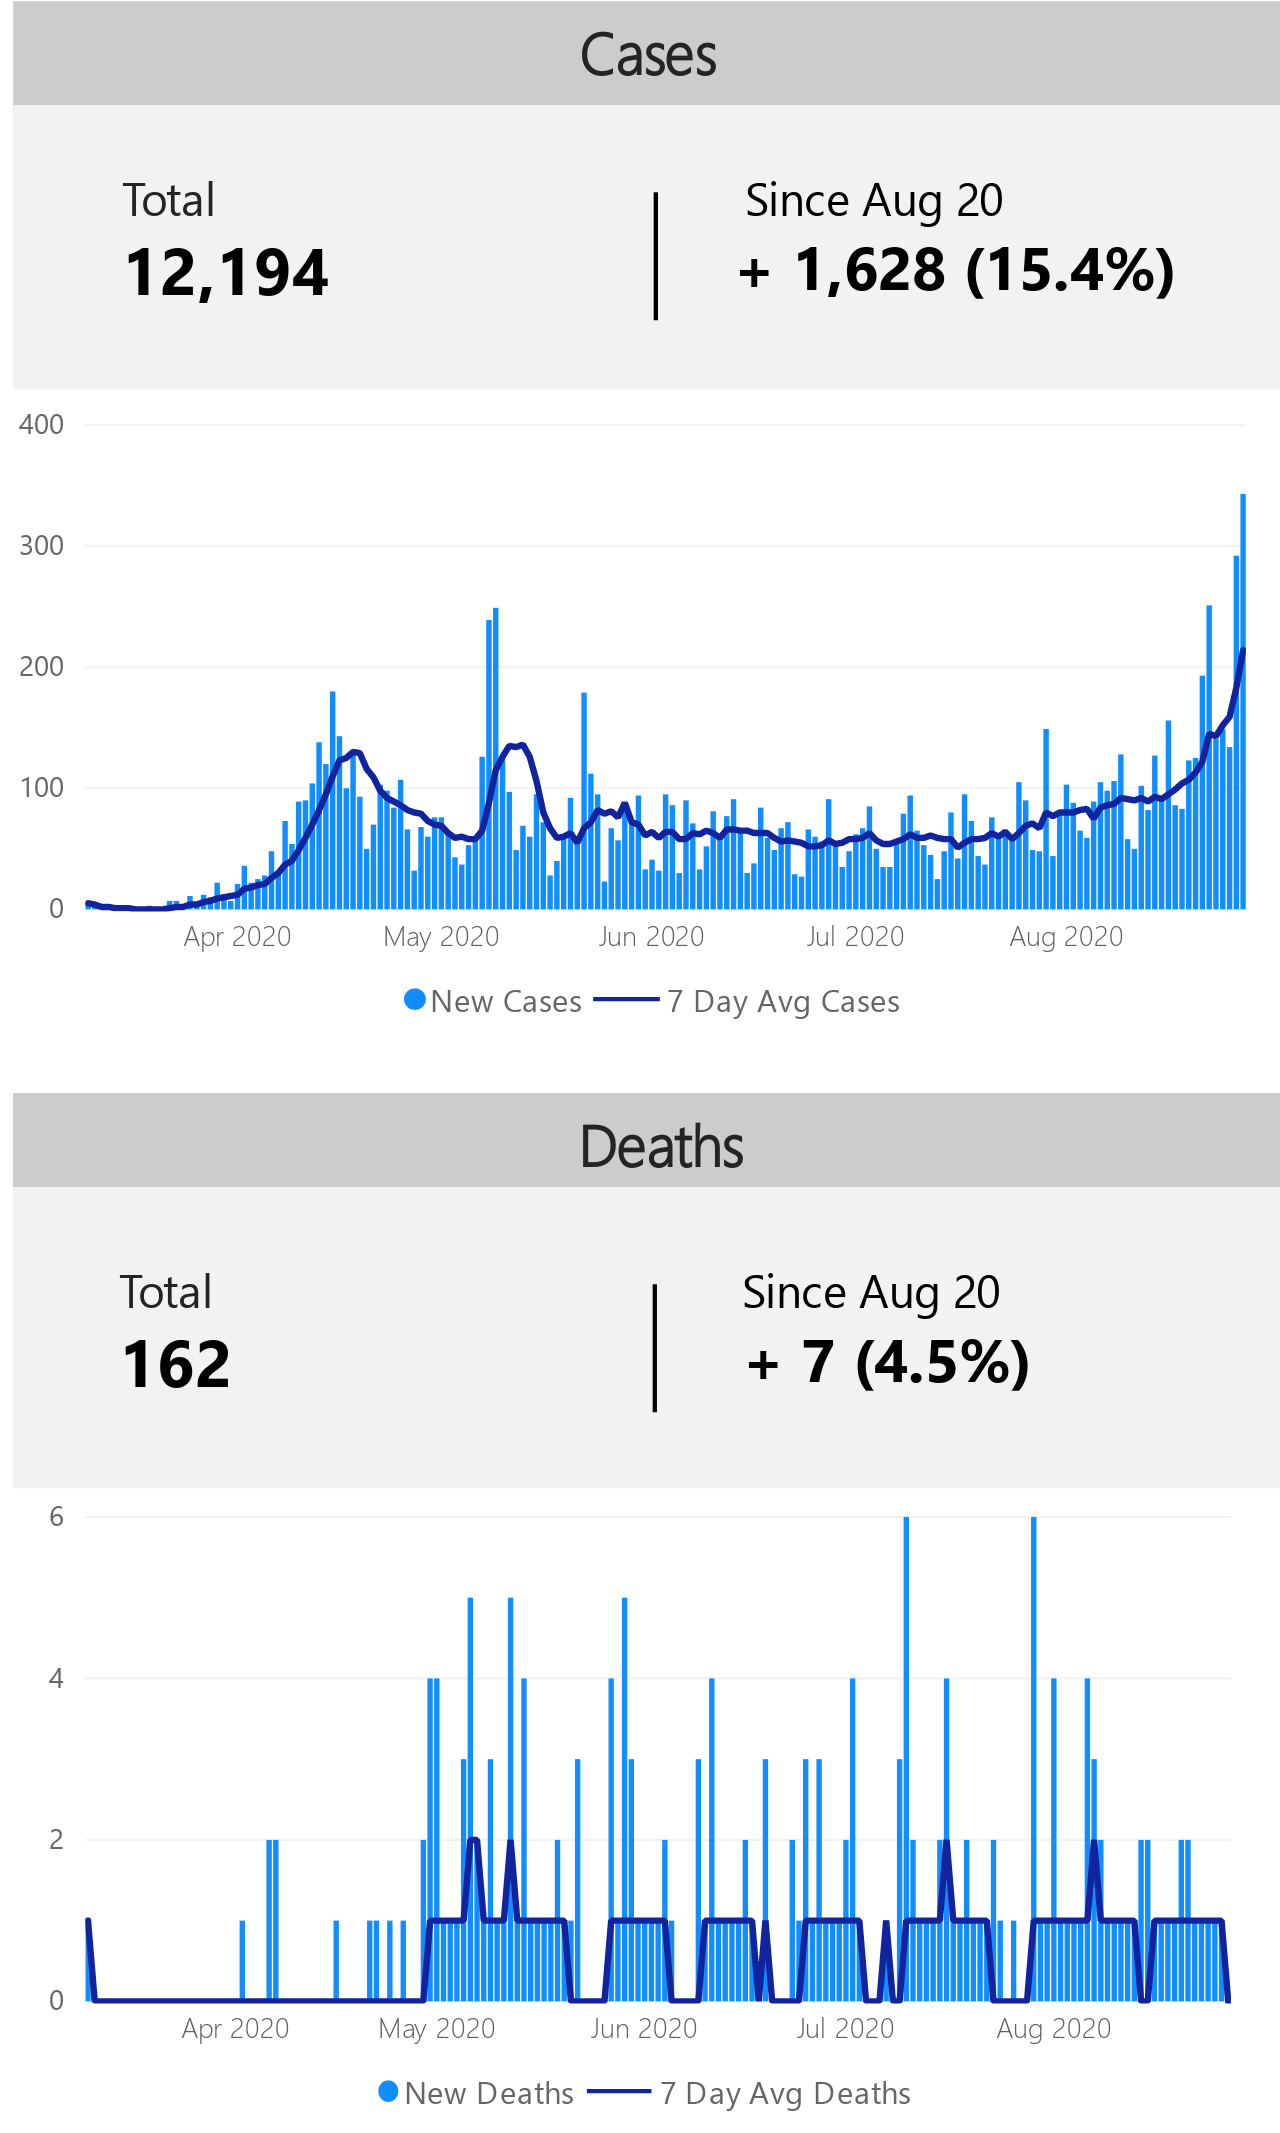 Cases
Total
Since Aug 20
12,194
+ 1,628 (15.4%)
400
300
200
100
0
Apr 2020
May 2020
Jun 2020
Jul 2020
Aug 2020
New Cases
7 Day Avg Cases
Deaths
Total
Since Aug 20
162
+ 7 (4.5%)
6
4
2
0
Apr 2020
May 2020
Jun 2020
Jul 2020
Aug 2020
New Deaths
7 Day Avg Deaths